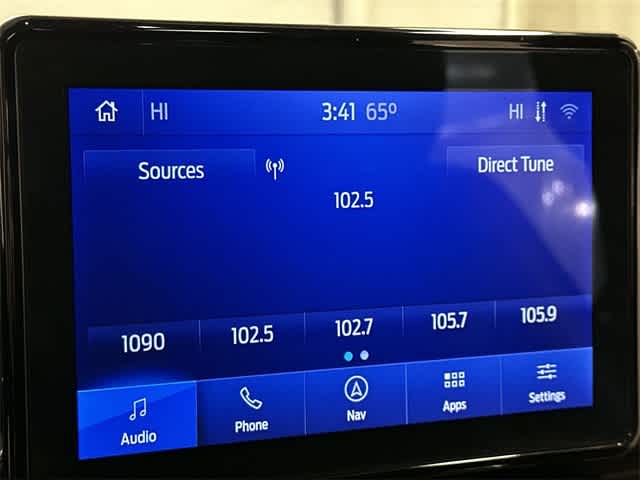 HI 3:41 65º HI
Sources Direct Tune
102.5
1090 102.5 102.7 105.7 105.9
Audio Phone Nav Apps Settings